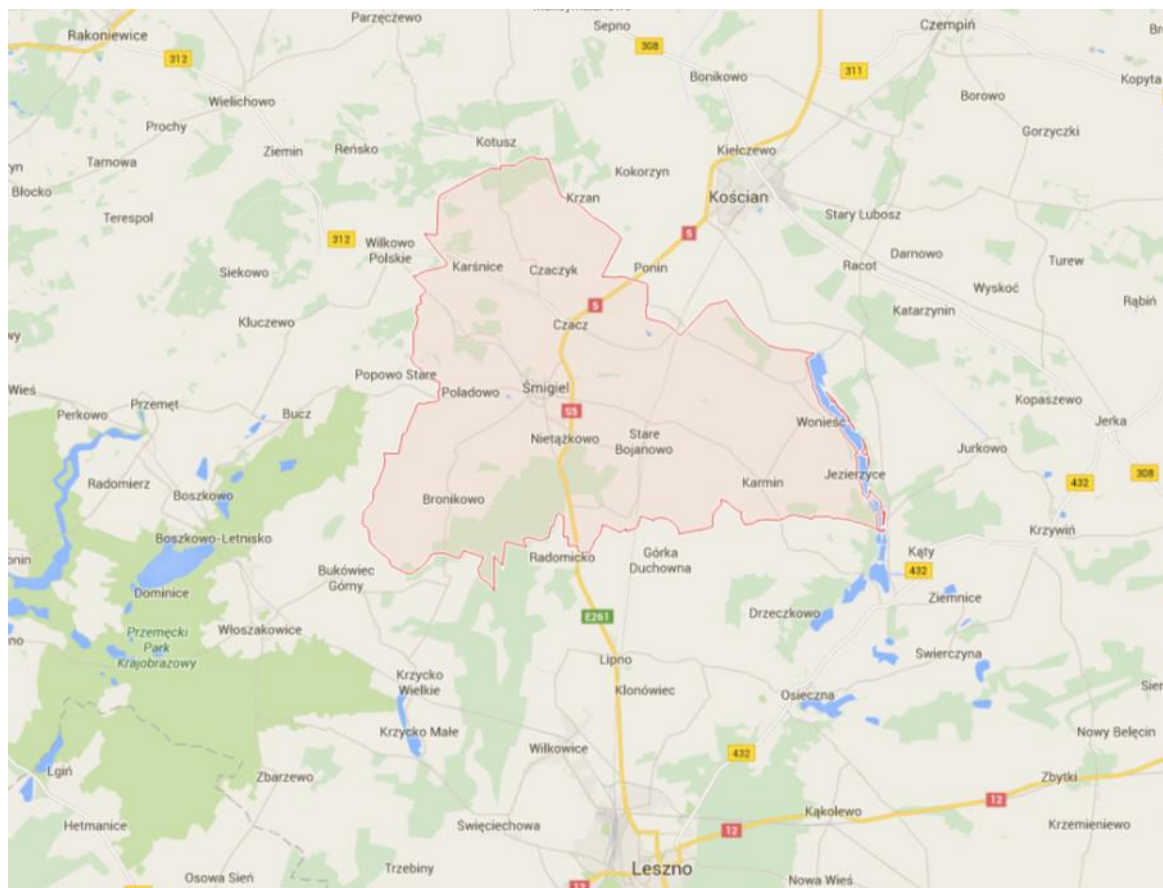 Parzęczewo
Sepno
Czempiń
Rakoniewice
308
312
311
Bonikowo
Kopyta
Wielichowo
Borowo
Prochy
Kotusz
Gorzyczki
Ziemin
Reńsko
Kiełczewo
Tarnowa
Kokorzyn
Błocko
Krzan
Kościan
Terespol
Stary Lubosz
312
Wilkowo
Polskie
5
Darnowo
Karśnice
Czaczyk
Ponin
Racot
Turew
Siekowo
Wyskoć
Rąbiń
5
Katarzynin
Kluczewo
Czacz
Popowo Stare
Śmigiel
Poladowo
Wieś
Przemęt
Bucz
Perkowo
S5
Kopaszewo
Wonieść
Jerka
Nietążkowo
Stare
Bojanowo
Jurkowo
Radomierz
Boszkowo
Karmin
Jezierzyce
432
308
Bronikowo
Boszkowo-Letnisko
Krzywiń
Radomicko
Górka
Duchowna
Kąty
Bukówiec
Górny
432
Dominice
Ziemnice
Drzeczkowo
E261
Przemęcki
Park
Krajobrazowy
Włoszakowice
Świerczyna
Lipno
Krzycko
Wielkie
Klonówiec
Osieczna
Krzycko Małe
Wilkowice
432
Nowy Belęcin
Lgiń
Zbarzewo
Zbytki
12
Kąkolewo
Hetmanice
Święciechowa
12
Krzemieniewo
Trzebiny
Leszno
Osowa Sień
12
Nowa Wieś